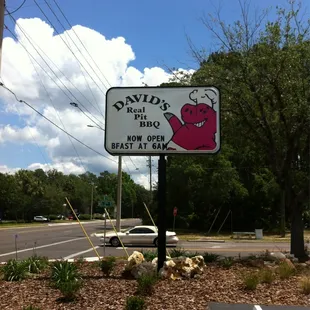 DAVID'S
Real
Pit
BBQ
NOW OPEN
BFAST AT 6AM